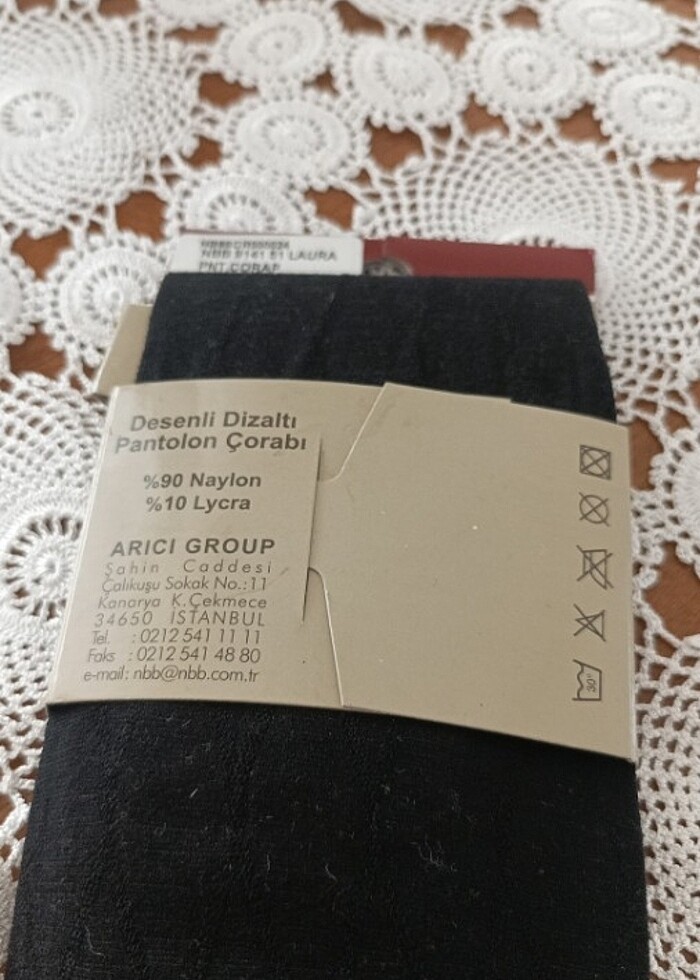 NBB 9141 61 LAURA
PNT.ÇORAP
Desenli Dizaltı
Pantolon Çorabı
%90 Naylon
%10 Lycra
ARICI GROUP
Şahin Caddesi
Çalıkuşu Sokak No.:11
Kanarya K.Çekmece
34650 İSTANBUL
Tel. : 0212 541 11 11
Faks : 0212 541 48 80
e-mail: nbb@nbb.com.tr
30°